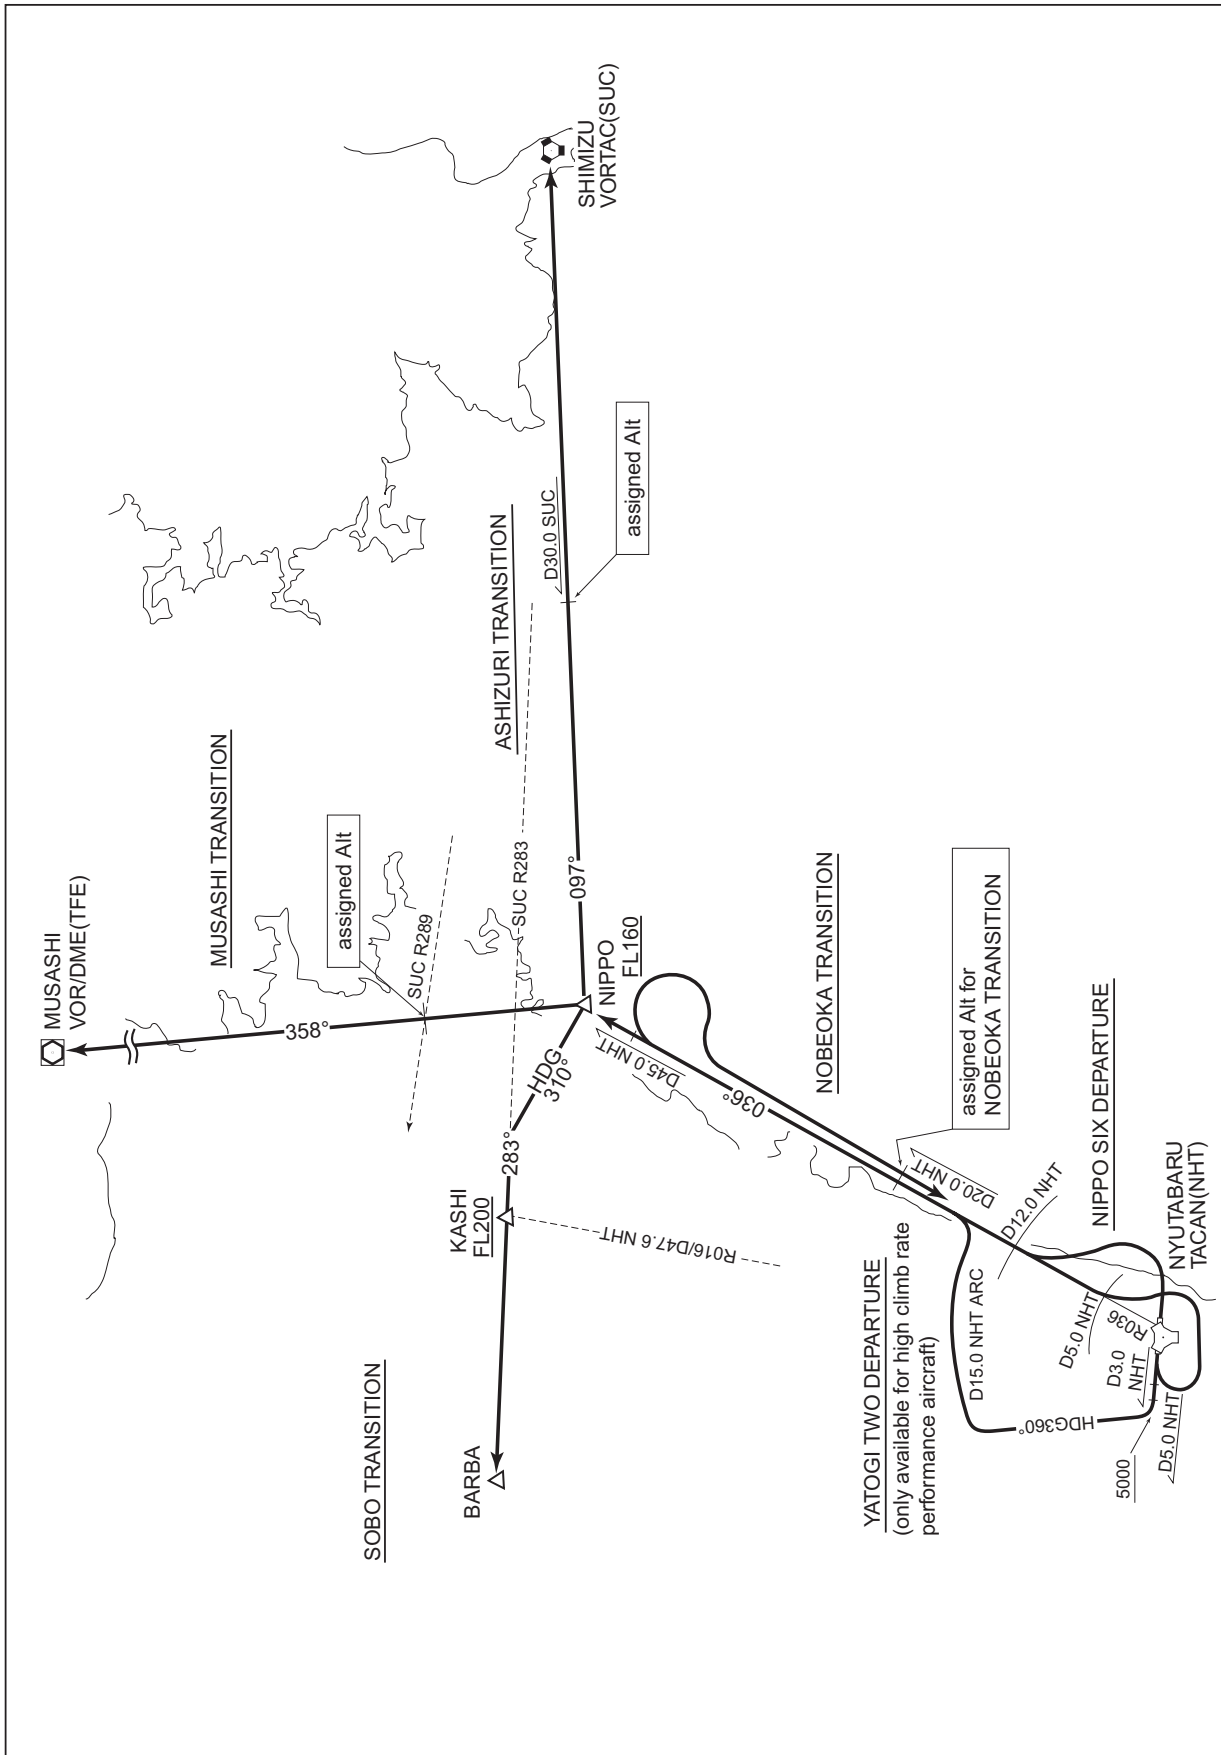 MUSASHI
VOR/DME(TFE)
MUSASHI TRANSITION
SHIMIZU
VORTAC(SUC)
assigned Alt
358°
SUC R289
ASHIZURI TRANSITION
SUC R283
D30.0 SUC
assigned Alt
097°
NIPPO
FL160
HDG
310°
283°
KASHI
FL200
R016/D47.6 NHT
BARBA
SOBO TRANSITION
D45.0 NHT
036°
NOBEOKA TRANSITION
assigned Alt for
NOBEOKA TRANSITION
D20.0 NHT
D12.0 NHT
NIPPO SIX DEPARTURE
NYUTABARU
TACAN(NHT)
YATOGI TWO DEPARTURE
(only available for high climb rate
performance aircraft)
D15.0 NHT ARC
D5.0 NHT
R036
D3.0
NHT
HDG360°
5000
D5.0 NHT